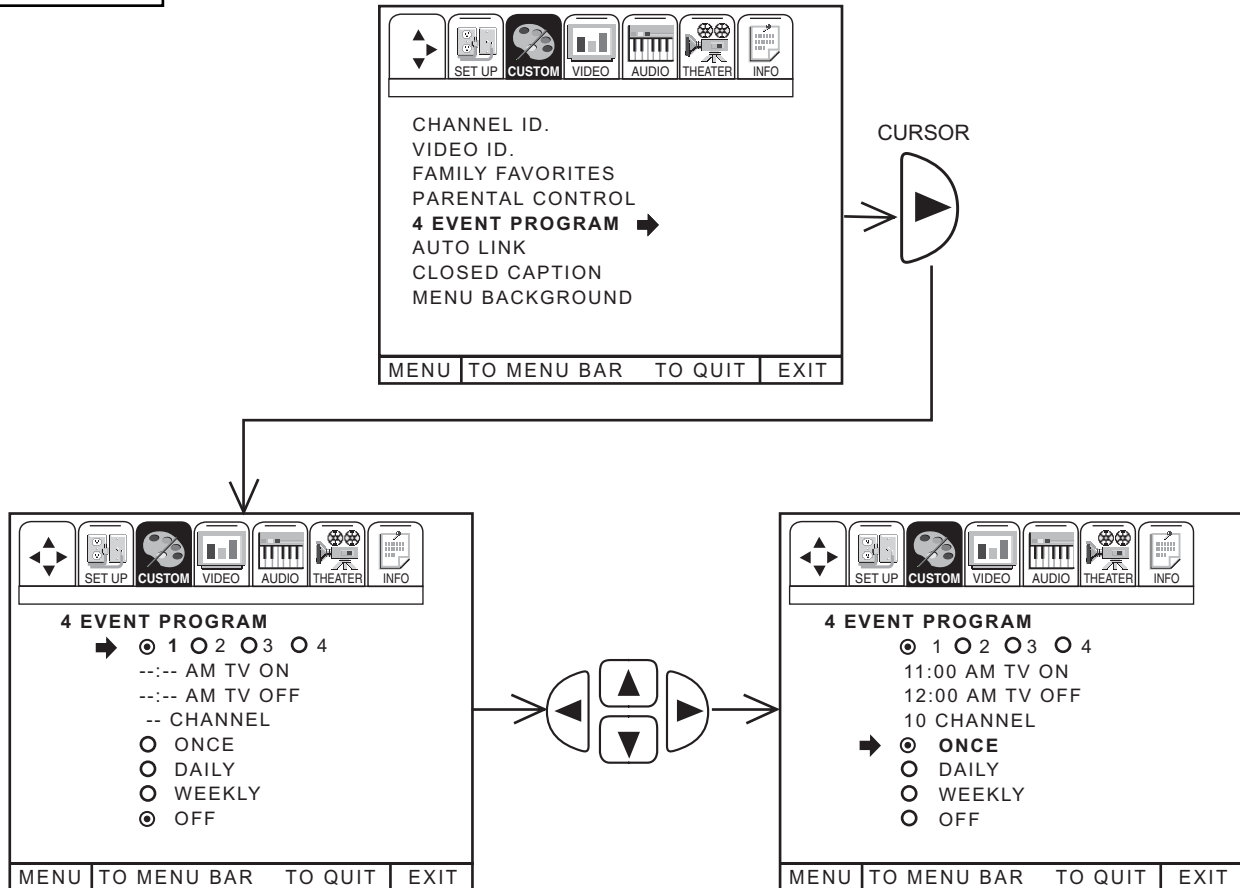 SET UP CUSTOM VIDEO AUDIO THEATER INFO
CHANNEL ID.
VIDEO ID.
FAMILY FAVORITES
PARENTAL CONTROL
4 EVENT PROGRAM
AUTO LINK
CLOSED CAPTION
MENU BACKGROUND
MENU TO MENU BAR TO QUIT EXIT
CURSOR
SET UP CUSTOM VIDEO AUDIO THEATER INFO
4 EVENT PROGRAM
1 2 3 4
--:-- AM TV ON
--:-- AM TV OFF
-- CHANNEL
ONCE
DAILY
WEEKLY
OFF
MENU TO MENU BAR TO QUIT EXIT
SET UP CUSTOM VIDEO AUDIO THEATER INFO
4 EVENT PROGRAM
1 2 3 4
11:00 AM TV ON
12:00 AM TV OFF
10 CHANNEL
ONCE
DAILY
WEEKLY
OFF
MENU TO MENU BAR TO QUIT EXIT